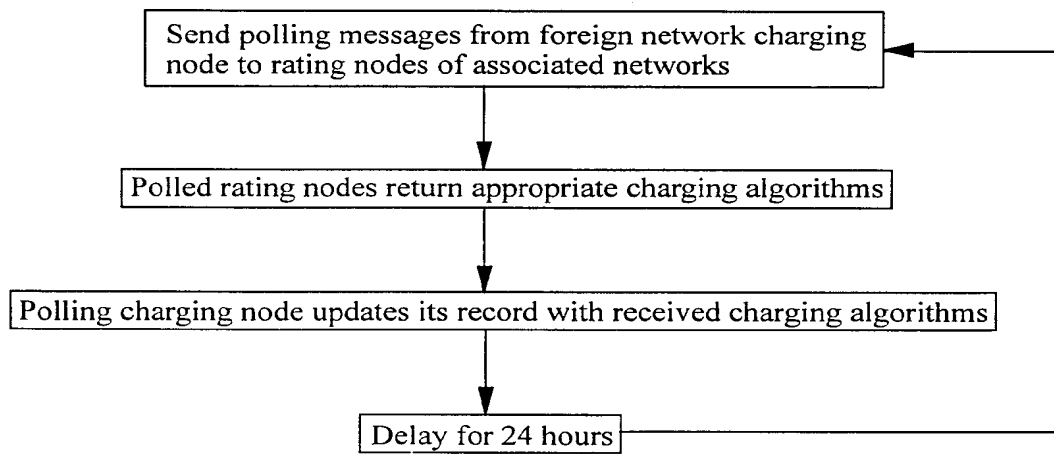 Send polling messages from foreign network charging
node to rating nodes of associated networks
Polled rating nodes return appropriate charging algorithms
Polling charging node updates its record with received charging algorithms
Delay for 24 hours